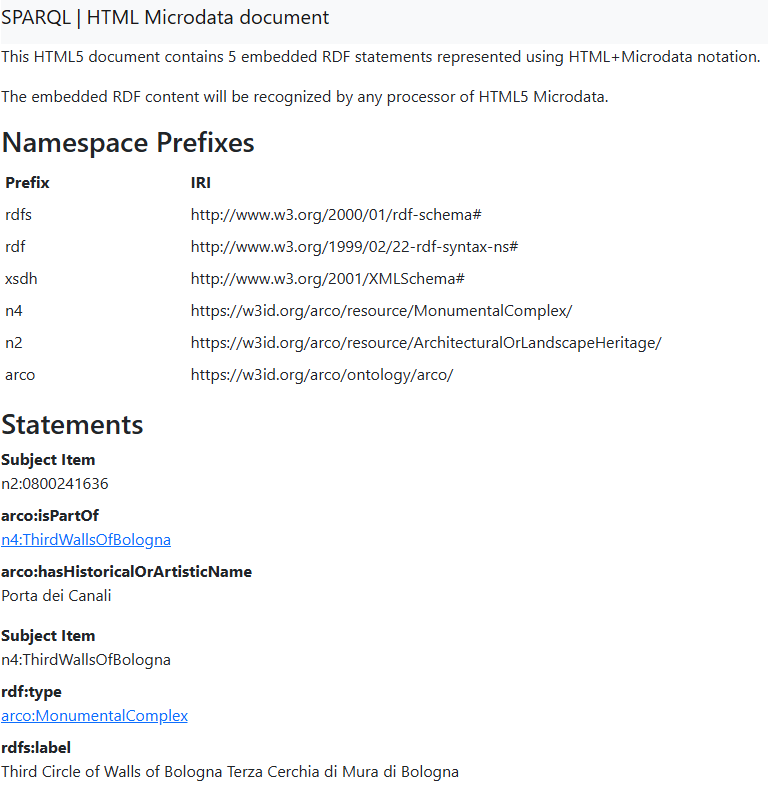 SPARQL | HTML Microdata document
This HTML5 document contains 5 embedded RDF statements represented using HTML+Microdata notation.
The embedded RDF content will be recognized by any processor of HTML5 Microdata.
Namespace Prefixes
Prefix IRI
rdfs http://www.w3.org/2000/01/rdf-schema#
rdf http://www.w3.org/1999/02/22-rdf-syntax-ns#
xsdh http://www.w3.org/2001/XMLSchema#
n4 https://w3id.org/arco/resource/MonumentalComplex/
n2 https://w3id.org/arco/resource/ArchitecturalOrLandscapeHeritage/
arco https://w3id.org/arco/ontology/arco/
Statements
Subject Item
n2:0800241636
arco:isPartOf
n4:ThirdWallsOfBologna
arco:hasHistoricalOrArtisticName
Porta dei Canali
Subject Item
n4:ThirdWallsOfBologna
rdf:type
arco:MonumentalComplex
rdfs:label
Third Circle of Walls of Bologna Terza Cerchia di Mura di Bologna